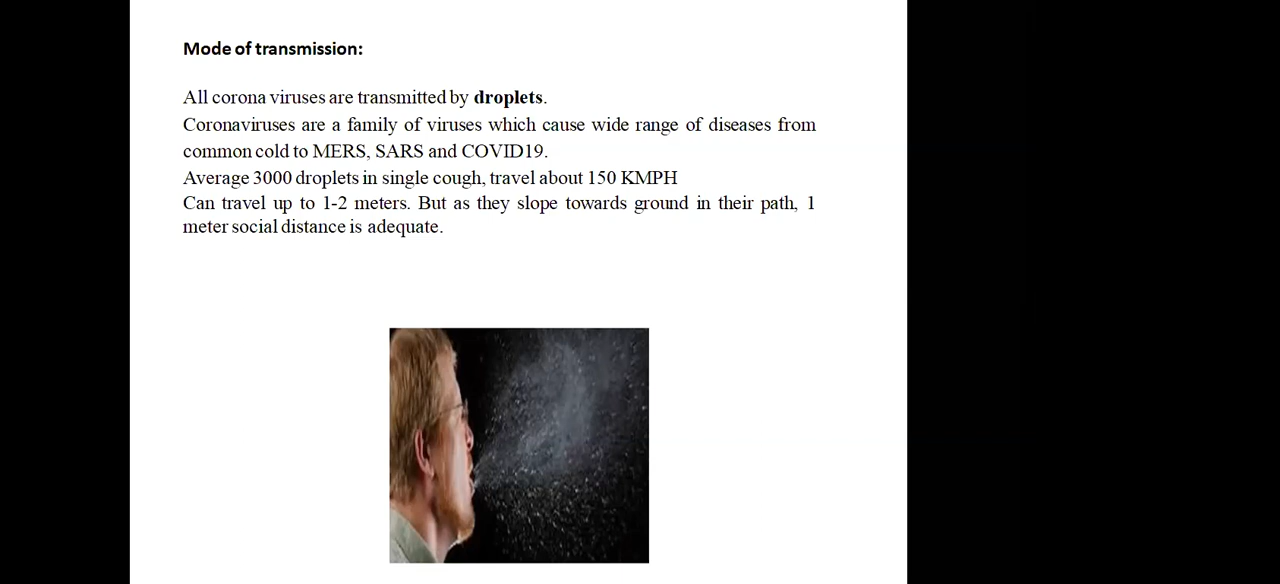 Mode of transmission:
All corona viruses are transmitted by droplets.
Coronaviruses are a family of viruses which cause wide range of diseases from
common cold to MERS, SARS and COVID19.
Average 3000 droplets in single cough, travel about 150 KMPH
Can travel up to 1-2 meters. But as they slope towards ground in their path, 1
meter social distance is adequate.